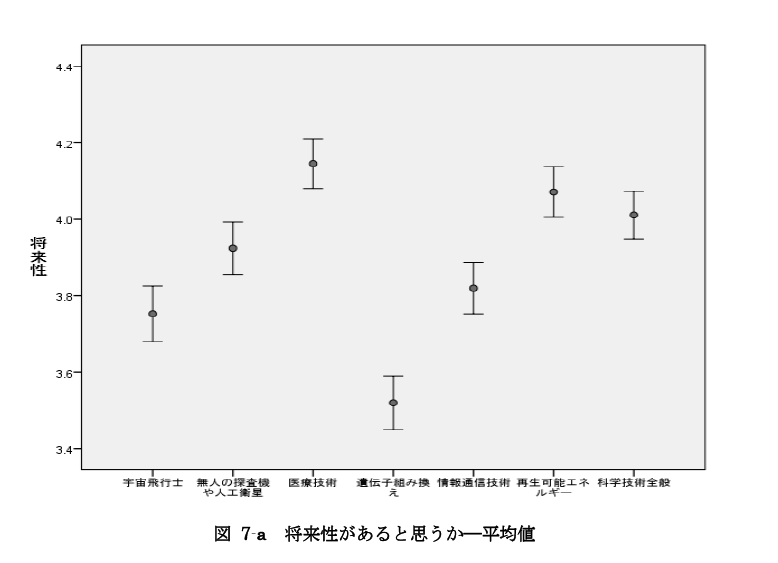 4.4
4.2
4.0
3.8
3.6
3.4
将来性
宇宙飛行士
無人の探査機
や人工衛星
医療技術
遺伝子組み換
え
情報通信技術
再生可能エネ
ルギー
科学技術全般
図 7-a　将来性があると思うか―平均値